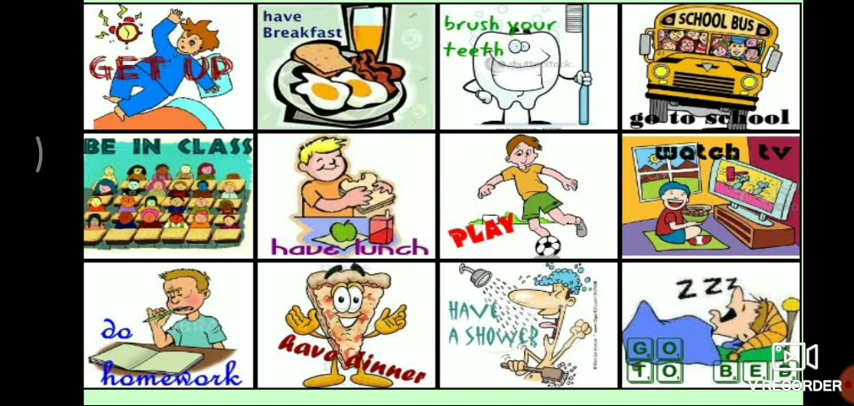 GET UP
have
Breakfast
brush your
teeth
shutterstock
SCHOOL BUS
go to school
BE IN CLASS
have lunch
PLAY
watch tv
do
homework
have dinner
HAVE
A SHOWER
Z Z Z Z
GO
TO BED
V RECORDER